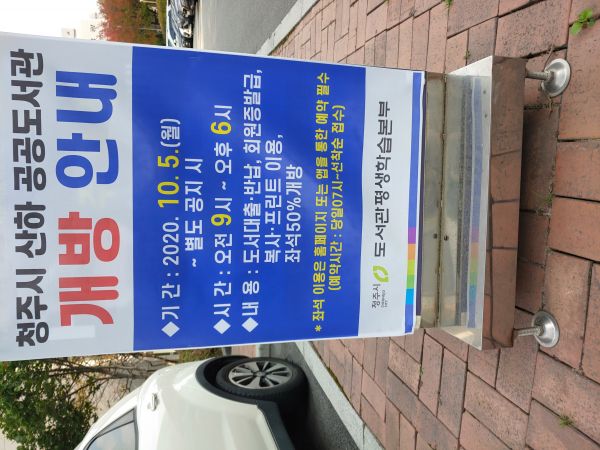 청주시 산하 공공도서관
개방 안내
◆기 간 : 2020. 10. 5.(월)
~ 별도 공지 시
◆시 간 : 오전 9시 ~ 오후 6시
◆내 용 : 도서대출·반납, 회원증발급,
복사·프린트 이용,
좌석50%개방
* 좌석 이용은 홈페이지 또는 앱을 통한 예약 필수
(예약시간 : 당일07시~선착순 접수)
청주시 도서관평생학습본부